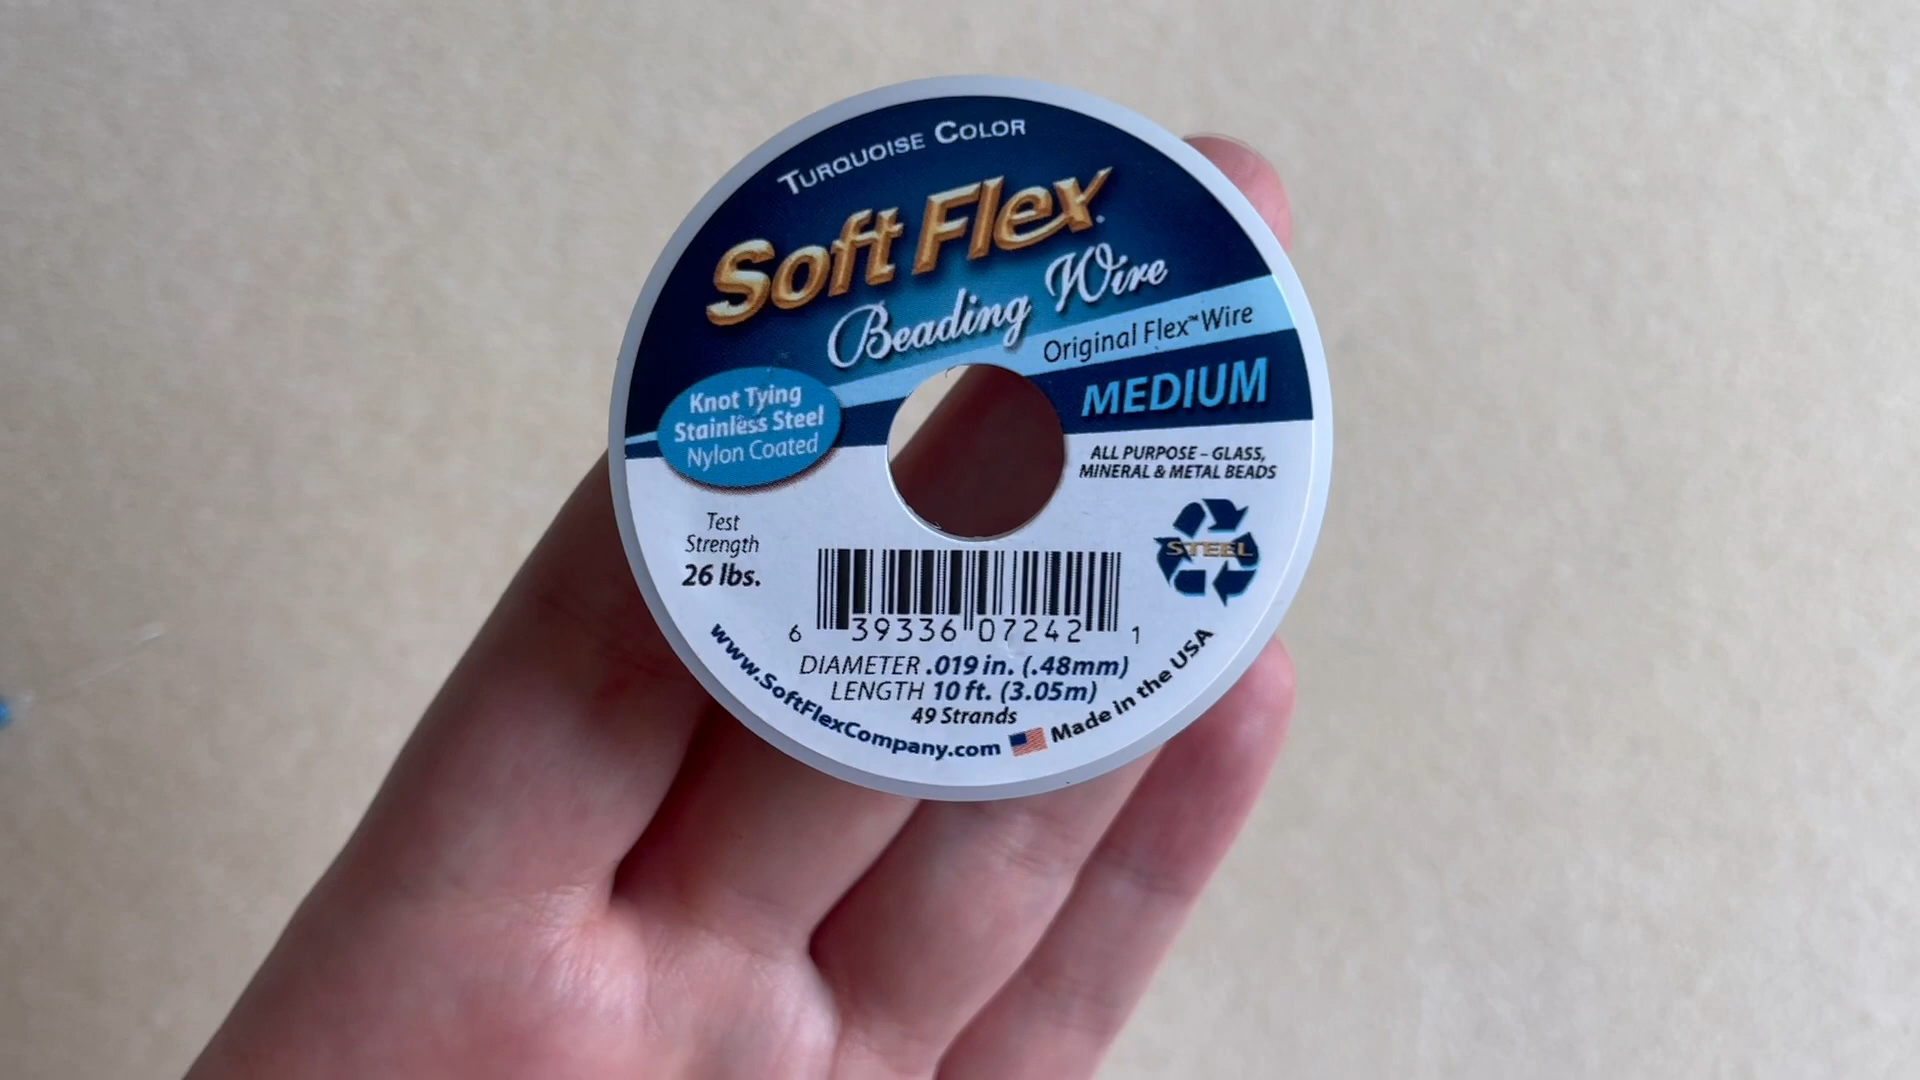 TURQUOISE COLOR
Soft Flex
Beading Wire
Original Flex™ Wire
MEDIUM
Knot Tying
Stainless Steel
Nylon Coated
ALL PURPOSE – GLASS,
MINERAL & METAL BEADS
STEEL
Test
Strength
26 lbs.
6 39336 07242 1
DIAMETER .019 in. (.48mm)
LENGTH 10 ft. (3.05m)
49 Strands
www.SoftFlexCompany.com
Made in the USA